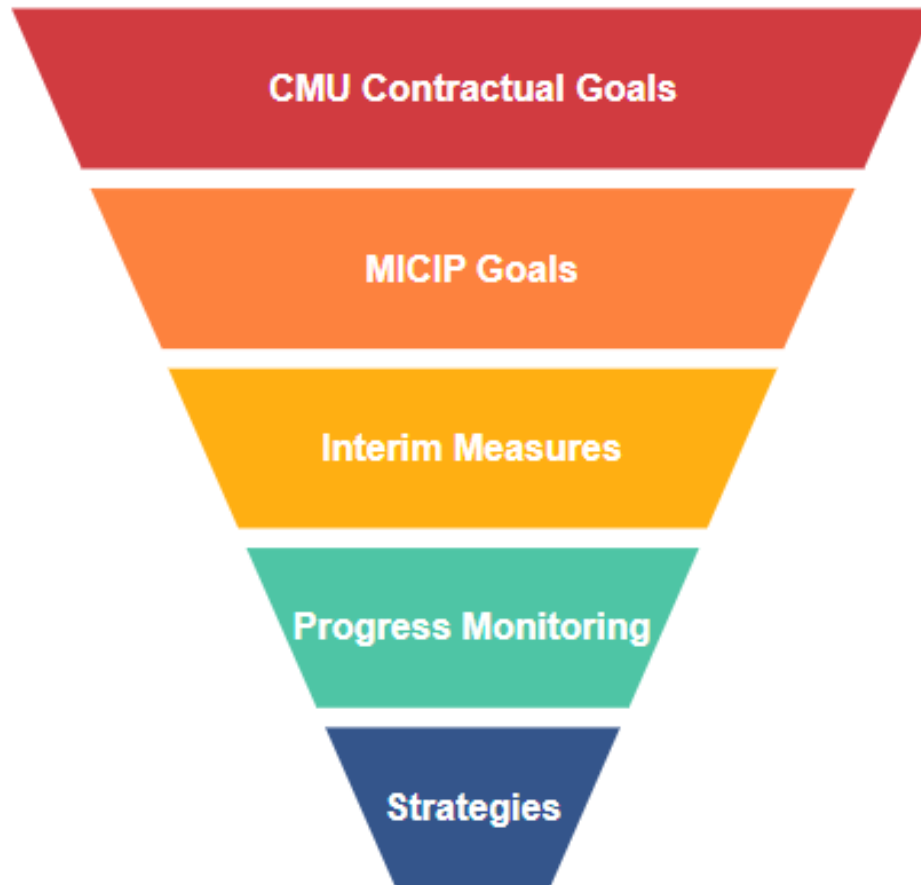 CMU Contractual Goals
MICIP Goals
Interim Measures
Progress Monitoring
Strategies